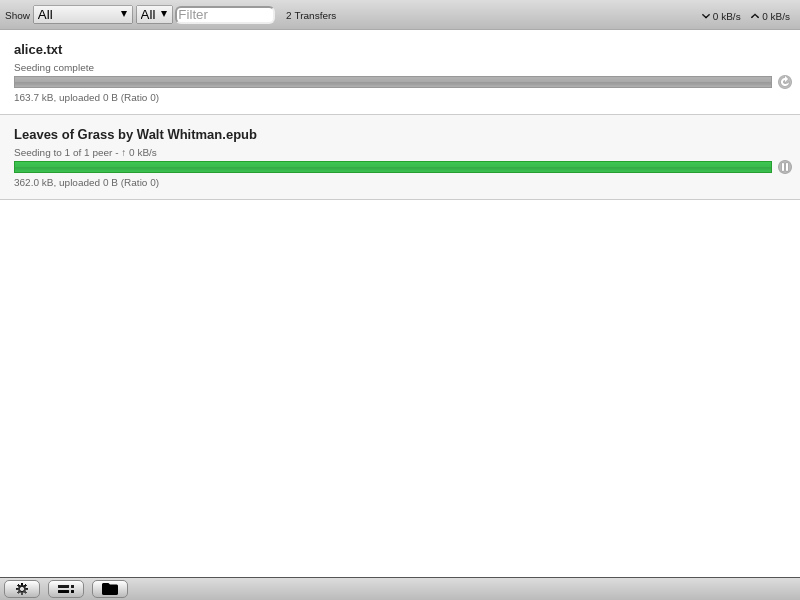 Show All All Filter 2 Transfers 0 kB/s 0 kB/s
alice.txt
Seeding complete
163.7 kB, uploaded 0 B (Ratio 0)
Leaves of Grass by Walt Whitman.epub
Seeding to 1 of 1 peer - ↑ 0 kB/s
362.0 kB, uploaded 0 B (Ratio 0)